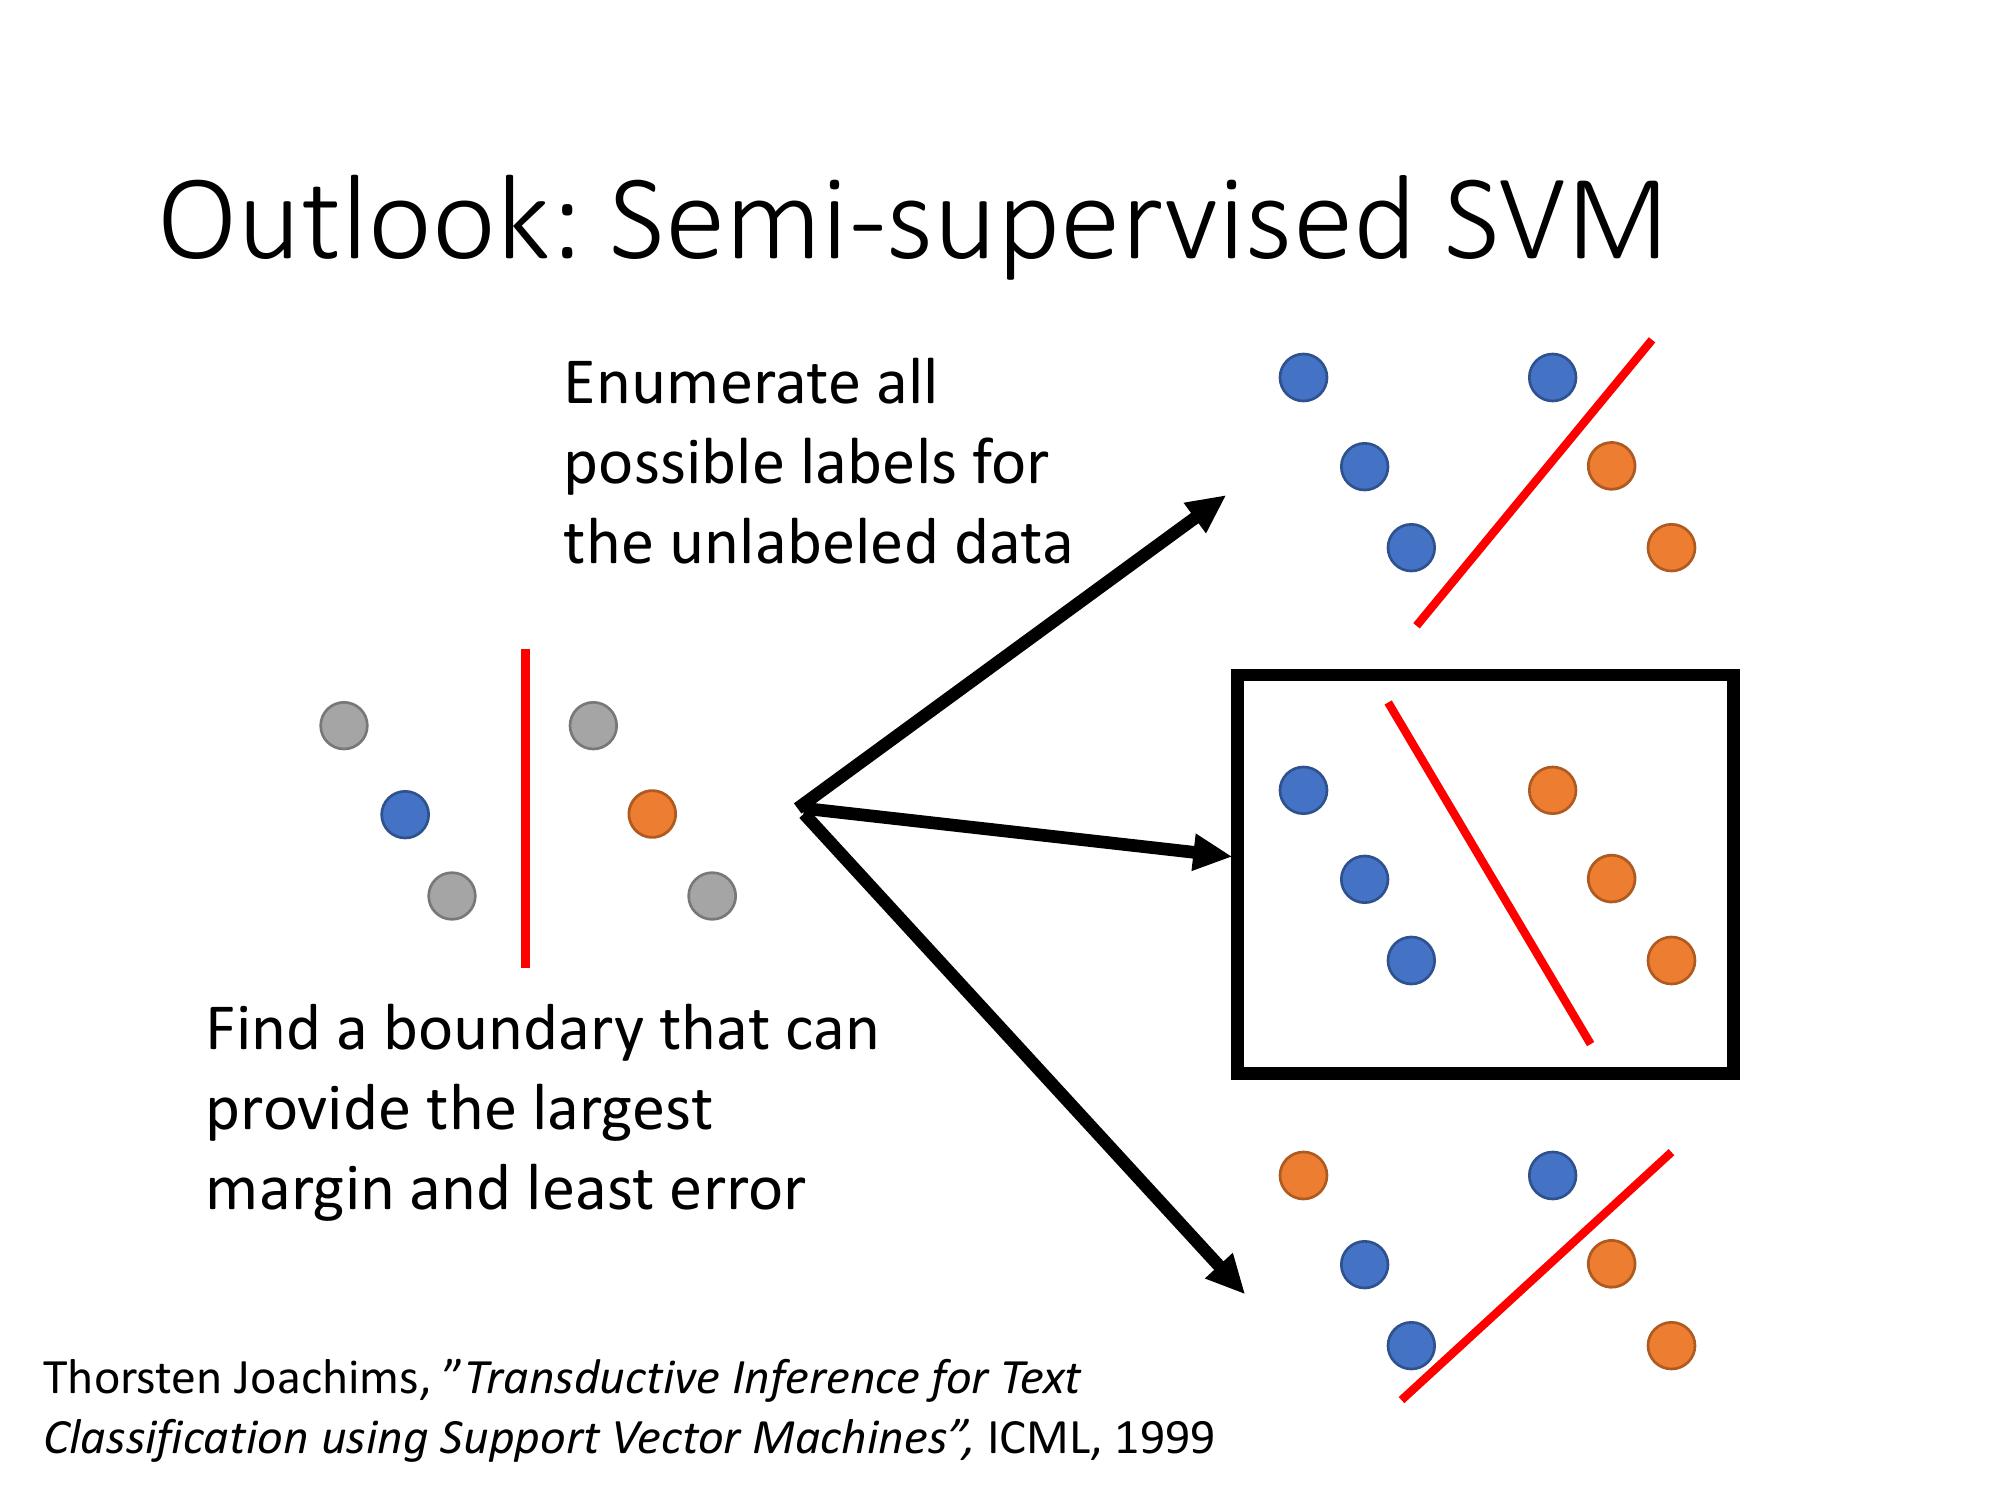 Outlook: Semi-supervised SVM
Enumerate all
possible labels for
the unlabeled data
Find a boundary that can
provide the largest
margin and least error
Thorsten Joachims, ”Transductive Inference for Text
Classification using Support Vector Machines”, ICML, 1999